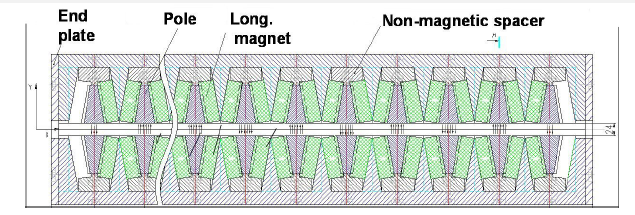 End
plate
Pole
Long.
magnet
Non-magnetic spacer